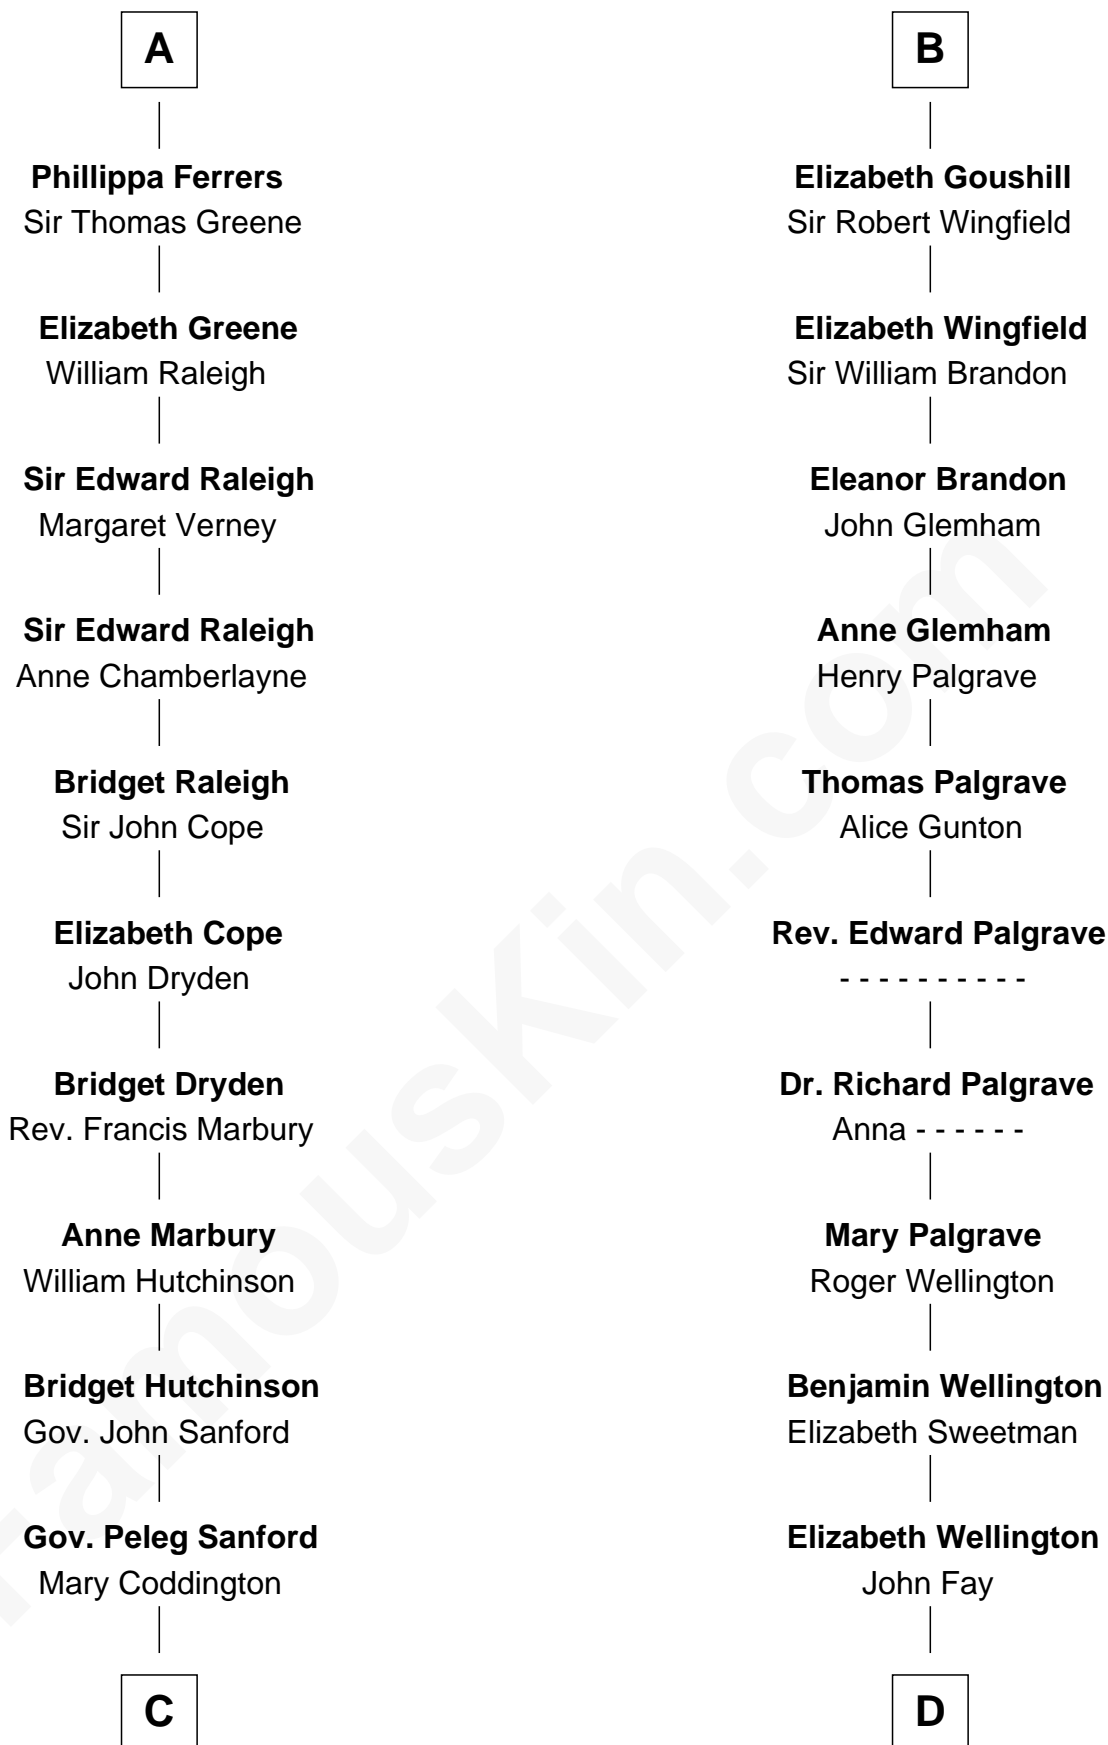 A
Phillippa Ferrers
Sir Thomas Greene
Elizabeth Greene
William Raleigh
Sir Edward Raleigh
Margaret Verney
Sir Edward Raleigh
Anne Chamberlayne
Bridget Raleigh
Sir John Cope
Elizabeth Cope
John Dryden
Bridget Dryden
Rev. Francis Marbury
Anne Marbury
William Hutchinson
Bridget Hutchinson
Gov. John Sanford
Gov. Peleg Sanford
Mary Coddington
C
B
Elizabeth Goushill
Sir Robert Wingfield
Elizabeth Wingfield
Sir William Brandon
Eleanor Brandon
John Glemham
Anne Glemham
Henry Palgrave
Thomas Palgrave
Alice Gunton
Rev. Edward Palgrave
- - - - - - - - - -
Dr. Richard Palgrave
Anna - - - - - -
Mary Palgrave
Roger Wellington
Benjamin Wellington
Elizabeth Sweetman
Elizabeth Wellington
John Fay
D
FamousKin.com